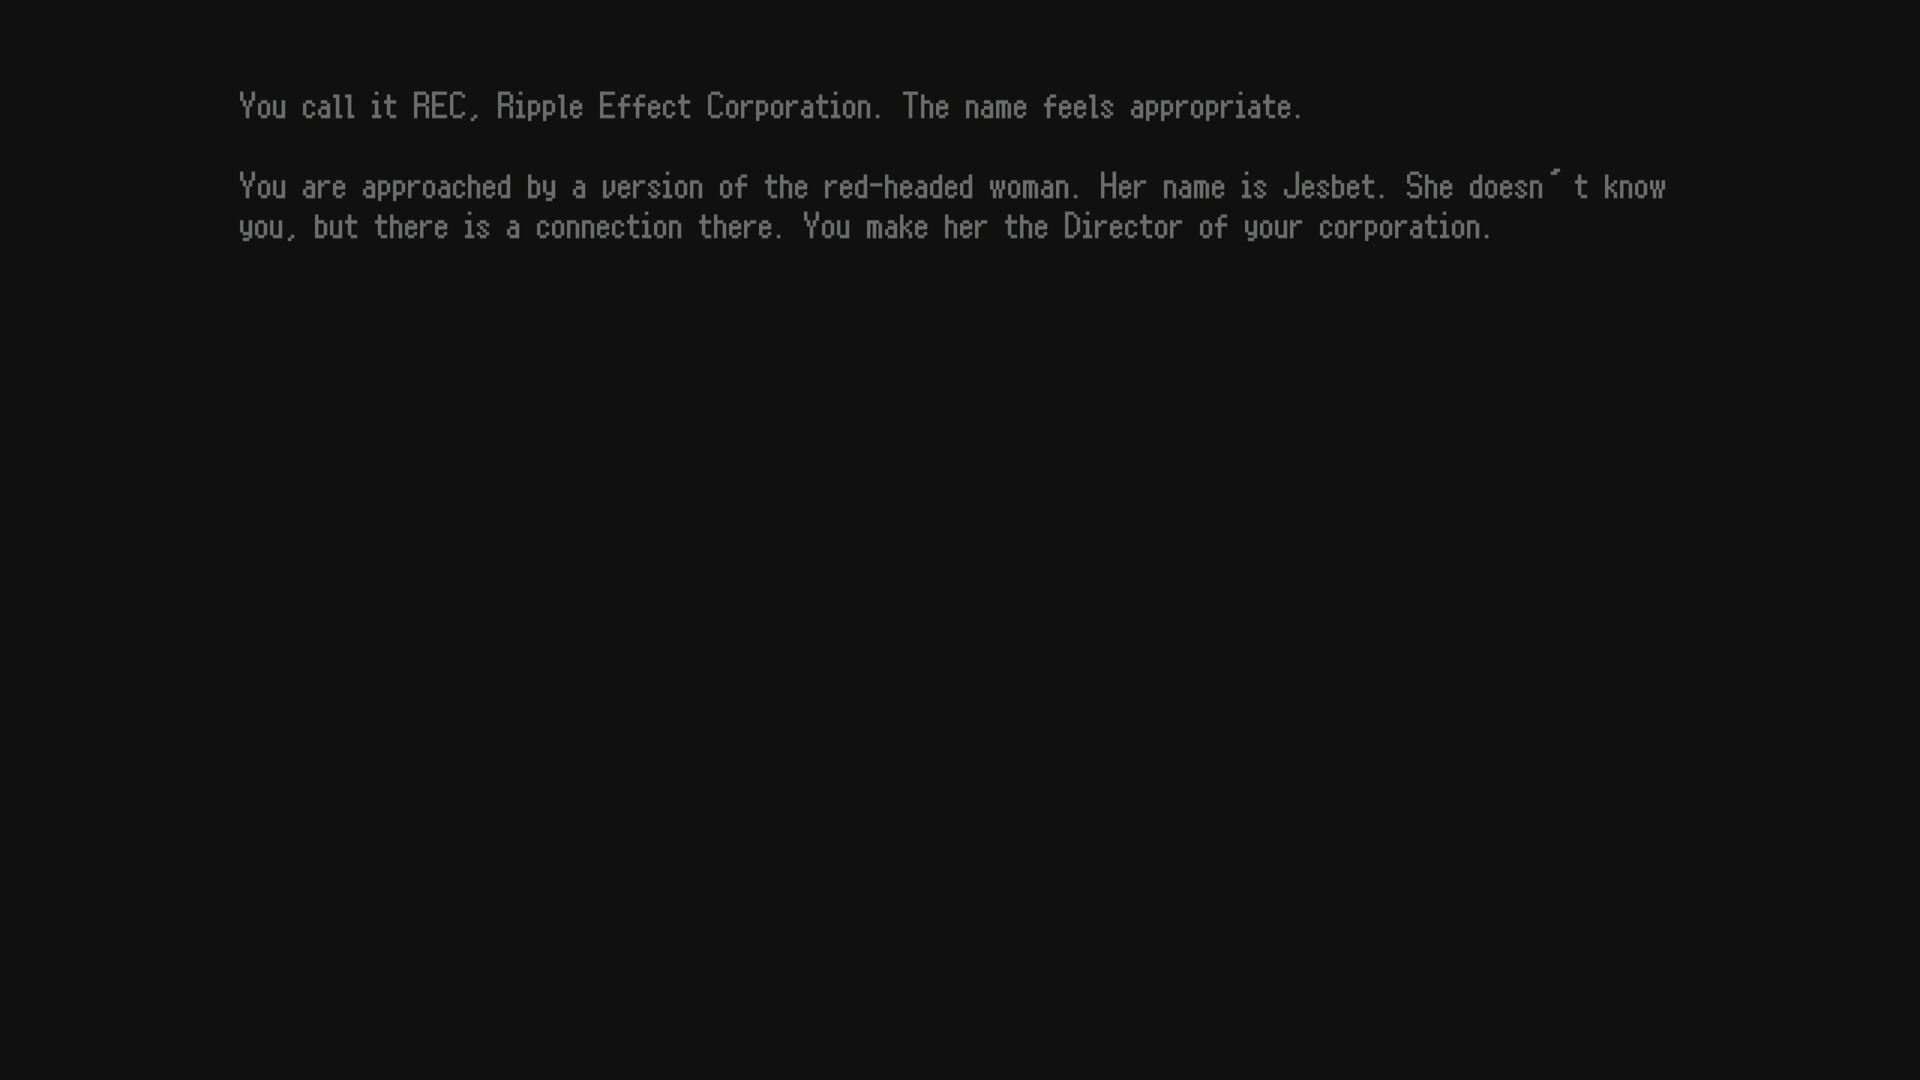 You call it REC, Ripple Effect Corporation. The name feels appropriate.
You are approached by a version of the red-headed woman. Her name is Jesbet. She doesn´t know
you, but there is a connection there. You make her the Director of your corporation.